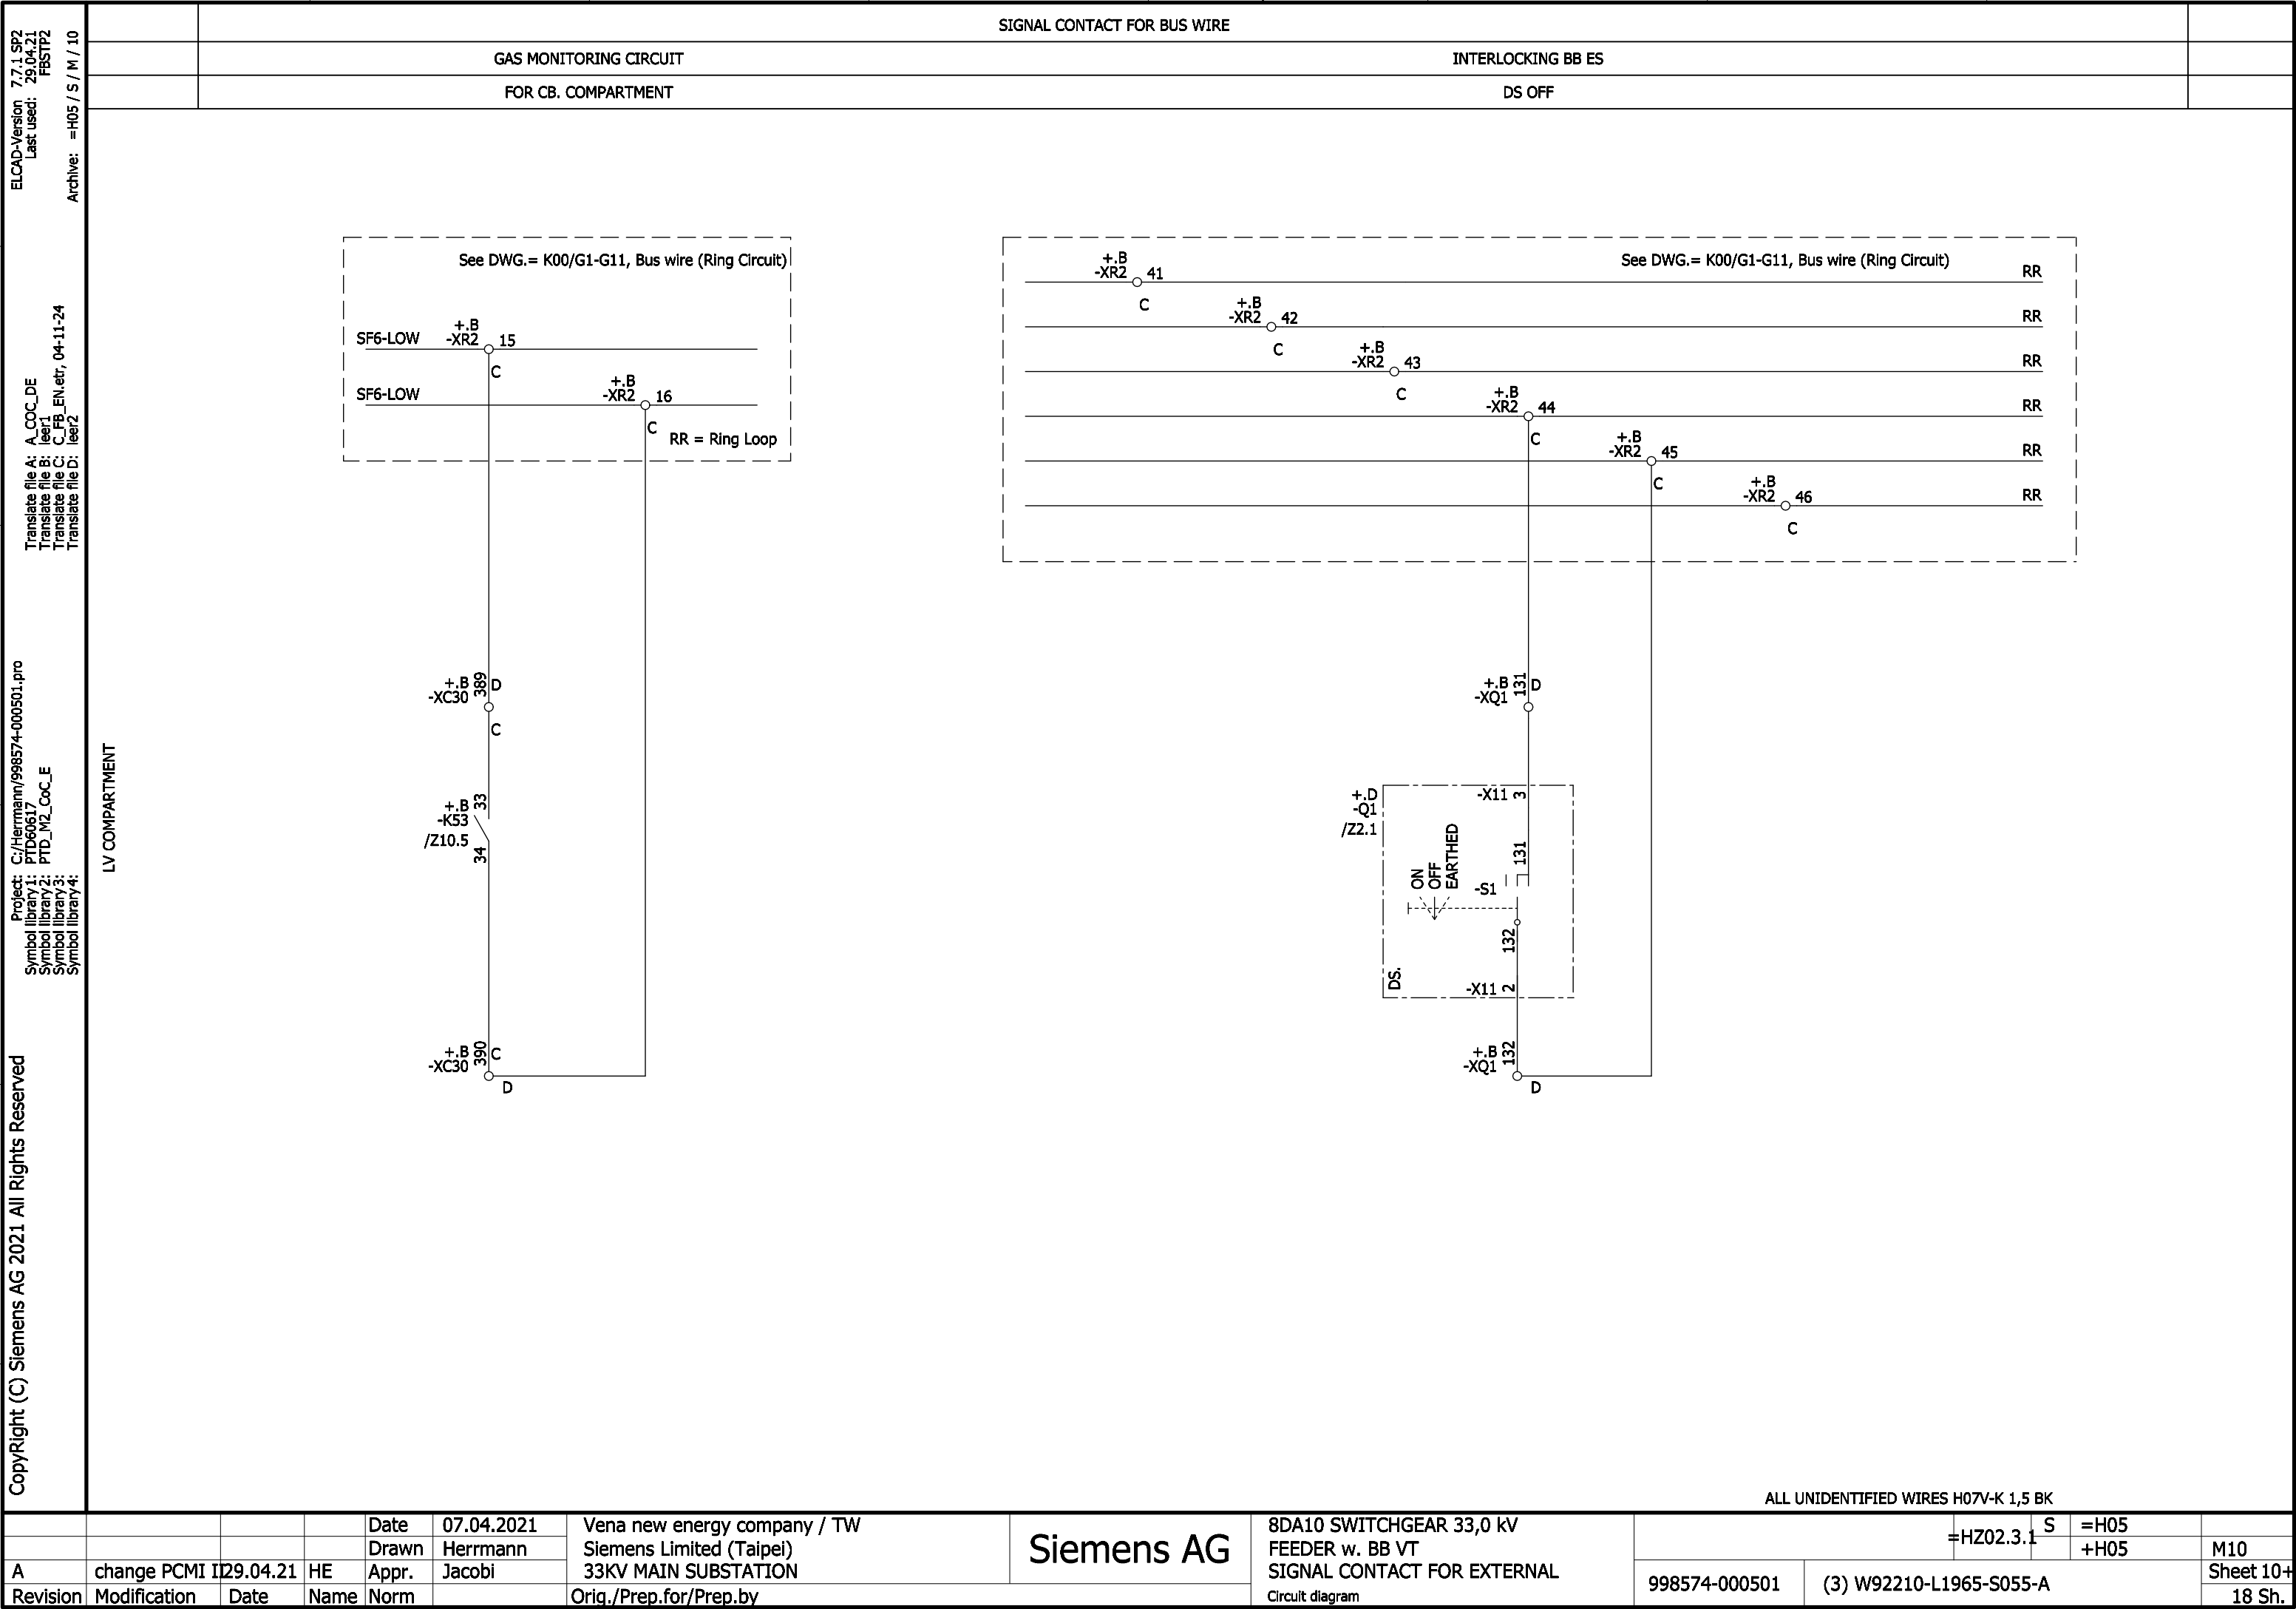 SIGNAL CONTACT FOR BUS WIRE
GAS MONITORING CIRCUIT
INTERLOCKING BB ES
FOR CB. COMPARTMENT
DS OFF
ELCAD-Version 7.7.1 SP2
Last used: 29.04.21
FBSTP2
Archive: =H05 / S / M / 10
Translate file A: A_COC_DE
Translate file B: leer1
Translate file C: C_FB_EN.etr, 04-11-24
Translate file D: leer2
Project: C:/Herrmann/998574-000501.pro
Symbol library1: PTD60617
Symbol library2: PTD_M2_CoC_E
Symbol library3:
Symbol library4:
CopyRight (C) Siemens AG 2021 All Rights Reserved
LV COMPARTMENT
See DWG.= K00/G1-G11, Bus wire (Ring Circuit)
SF6-LOW
+.B
-XR2 15
C
SF6-LOW
+.B
-XR2 16
C
RR = Ring Loop
+.B
-XC30 389 D
C
+.B
-K53
/Z10.5
33
34
+.B
-XC30 390 C
D
See DWG.= K00/G1-G11, Bus wire (Ring Circuit)
+.B
-XR2 41
C
RR
+.B
-XR2 42
C
RR
+.B
-XR2 43
C
RR
+.B
-XR2 44
C
RR
+.B
-XR2 45
C
RR
+.B
-XR2 46
C
RR
+.B
-XQ1 131 D
+.D
-Q1
/Z2.1
-X11 3
ON
OFF
EARTHED
131
-S1
132
DS.
-X11 2
+.B
-XQ1 132
D
ALL UNIDENTIFIED WIRES H07V-K 1,5 BK
Date 07.04.2021
Drawn Herrmann
A change PCMI II 29.04.21 HE Appr. Jacobi
Revision Modification Date Name Norm
Vena new energy company / TW
Siemens Limited (Taipei)
33KV MAIN SUBSTATION
Orig./Prep.for/Prep.by
Siemens AG
8DA10 SWITCHGEAR 33,0 kV
FEEDER w. BB VT
SIGNAL CONTACT FOR EXTERNAL
Circuit diagram
=HZ02.3.1
S =H05
+H05
998574-000501
(3) W92210-L1965-S055-A
M10
Sheet 10+
18 Sh.